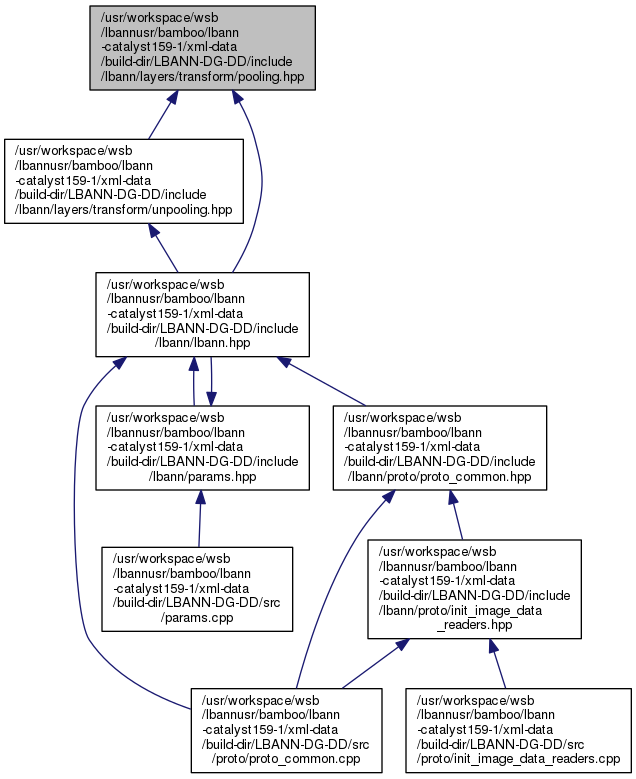 /usr/workspace/wsb
/lbannusr/bamboo/lbann
-catalyst159-1/xml-data
/build-dir/LBANN-DG-DD/include
/lbann/layers/transform/pooling.hpp
/usr/workspace/wsb
/lbannusr/bamboo/lbann
-catalyst159-1/xml-data
/build-dir/LBANN-DG-DD/include
/lbann/layers/transform/unpooling.hpp
/usr/workspace/wsb
/lbannusr/bamboo/lbann
-catalyst159-1/xml-data
/build-dir/LBANN-DG-DD/include
/lbann/lbann.hpp
/usr/workspace/wsb
/lbannusr/bamboo/lbann
-catalyst159-1/xml-data
/build-dir/LBANN-DG-DD/include
/lbann/params.hpp
/usr/workspace/wsb
/lbannusr/bamboo/lbann
-catalyst159-1/xml-data
/build-dir/LBANN-DG-DD/include
/lbann/proto/proto_common.hpp
/usr/workspace/wsb
/lbannusr/bamboo/lbann
-catalyst159-1/xml-data
/build-dir/LBANN-DG-DD/src
/params.cpp
/usr/workspace/wsb
/lbannusr/bamboo/lbann
-catalyst159-1/xml-data
/build-dir/LBANN-DG-DD/include
/lbann/proto/init_image_data
_readers.hpp
/usr/workspace/wsb
/lbannusr/bamboo/lbann
-catalyst159-1/xml-data
/build-dir/LBANN-DG-DD/src
/proto/proto_common.cpp
/usr/workspace/wsb
/lbannusr/bamboo/lbann
-catalyst159-1/xml-data
/build-dir/LBANN-DG-DD/src
/proto/init_image_data_readers.cpp